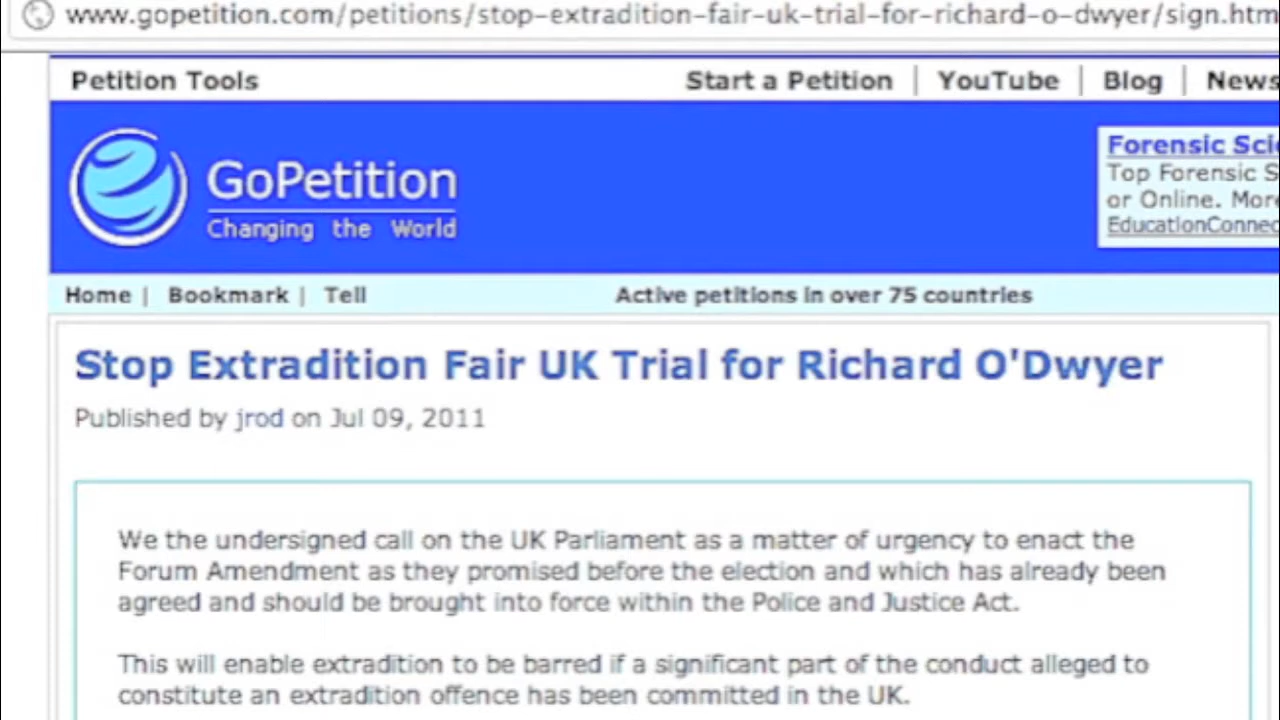 www.gopetition.com/petitions/stop-extradition-fair-uk-trial-for-richard-o-dwyer/sign.htm
Petition Tools
Start a Petition | YouTube | Blog | News
GoPetition
Changing the World
Forensic Sci
Top Forensic S
or Online. More
EducationConnec
Home | Bookmark | Tell
Active petitions in over 75 countries
Stop Extradition Fair UK Trial for Richard O'Dwyer
Published by jrod on Jul 09, 2011
We the undersigned call on the UK Parliament as a matter of urgency to enact the
Forum Amendment as they promised before the election and which has already been
agreed and should be brought into force within the Police and Justice Act.
This will enable extradition to be barred if a significant part of the conduct alleged to
constitute an extradition offence has been committed in the UK.